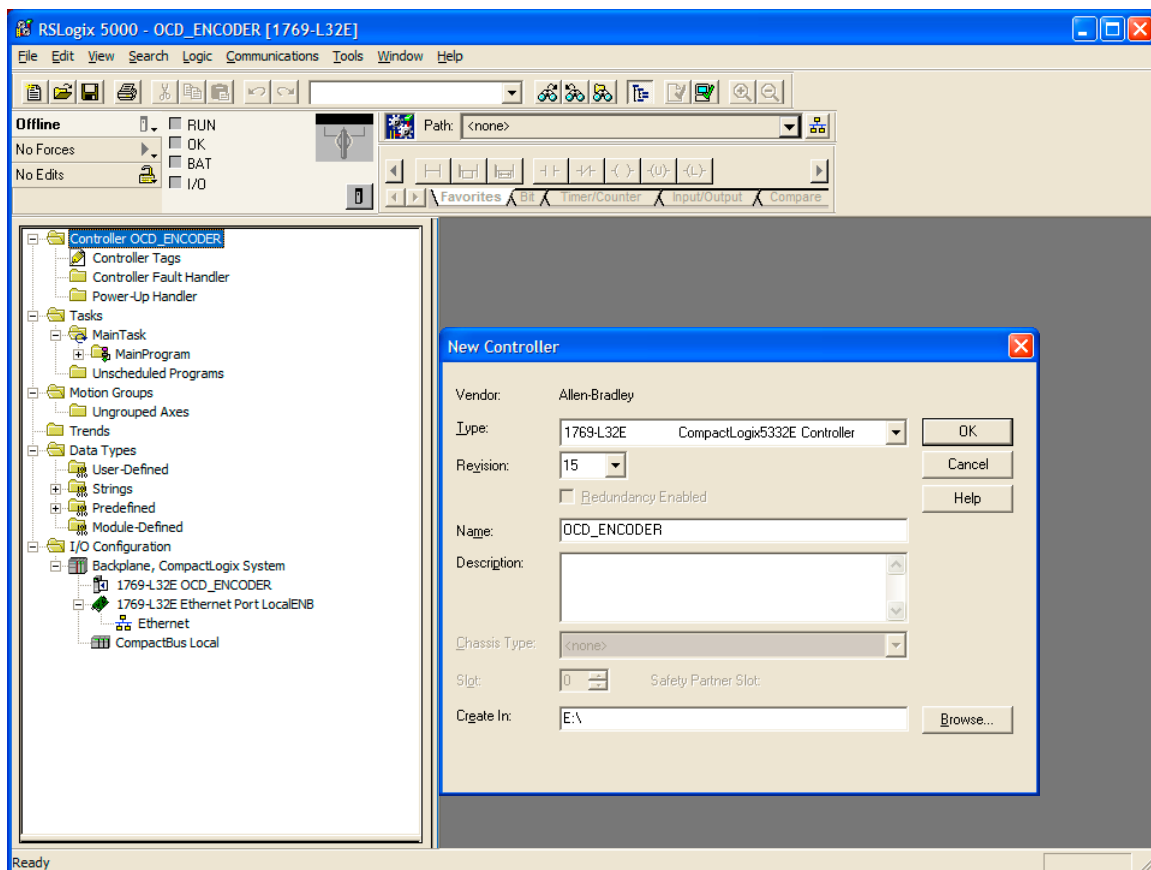 RSLogix 5000 - OCD_ENCODER [1769-L32E]
File Edit View Search Logic Communications Tools Window Help
Offline
RUN
No Forces
OK
No Edits
BAT
I/O
Path: <none>
Favorites Bit Timer/Counter Input/Output Compare
Controller OCD_ENCODER
Controller Tags
Controller Fault Handler
Power-Up Handler
Tasks
MainTask
MainProgram
Unscheduled Programs
Motion Groups
Ungrouped Axes
Trends
Data Types
User-Defined
Strings
Predefined
Module-Defined
I/O Configuration
Backplane, CompactLogix System
1769-L32E OCD_ENCODER
1769-L32E Ethernet Port LocalENB
Ethernet
CompactBus Local
New Controller
Vendor: Allen-Bradley
Type: 1769-L32E CompactLogix5332E Controller OK
Revision: 15 Cancel
Redundancy Enabled Help
Name: OCD_ENCODER
Description:
Chassis Type: <none>
Slot: 0 Safety Partner Slot:
Create In: E:\ Browse...
Ready